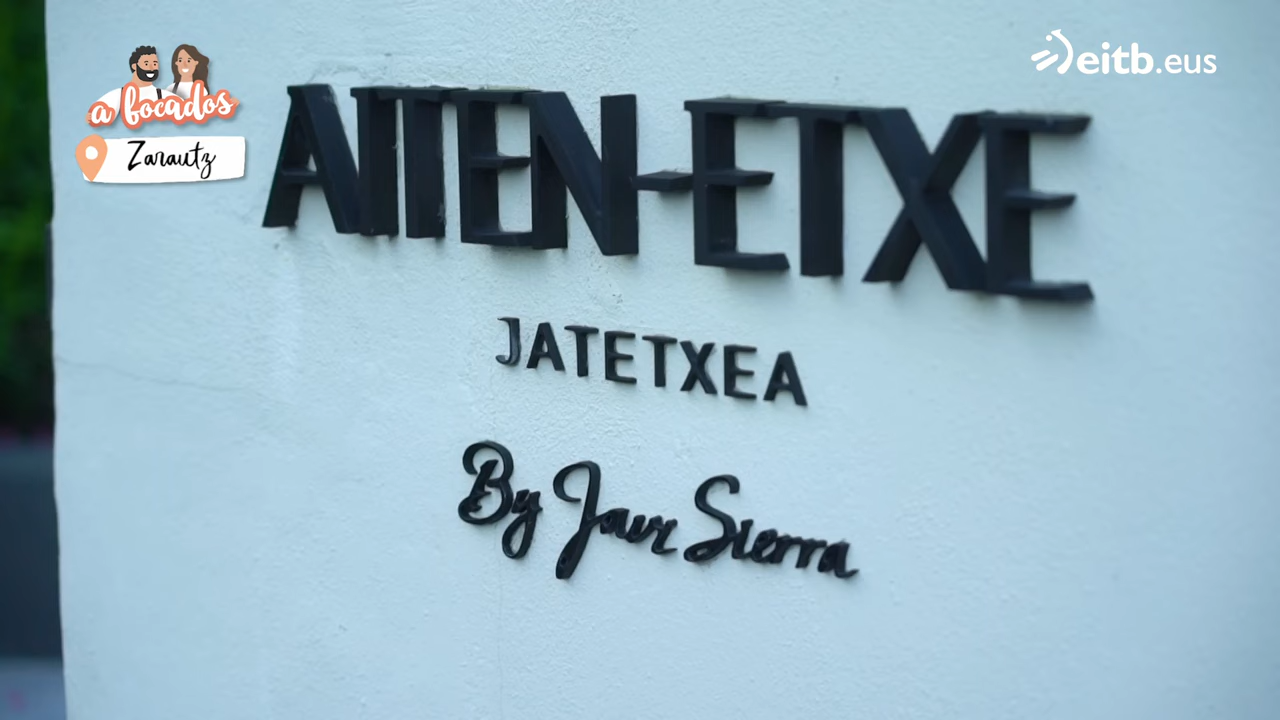 a bocados
Zarautz
eitb.eus
AITEN-ETXE
JATETXEA
By Javi Sierra